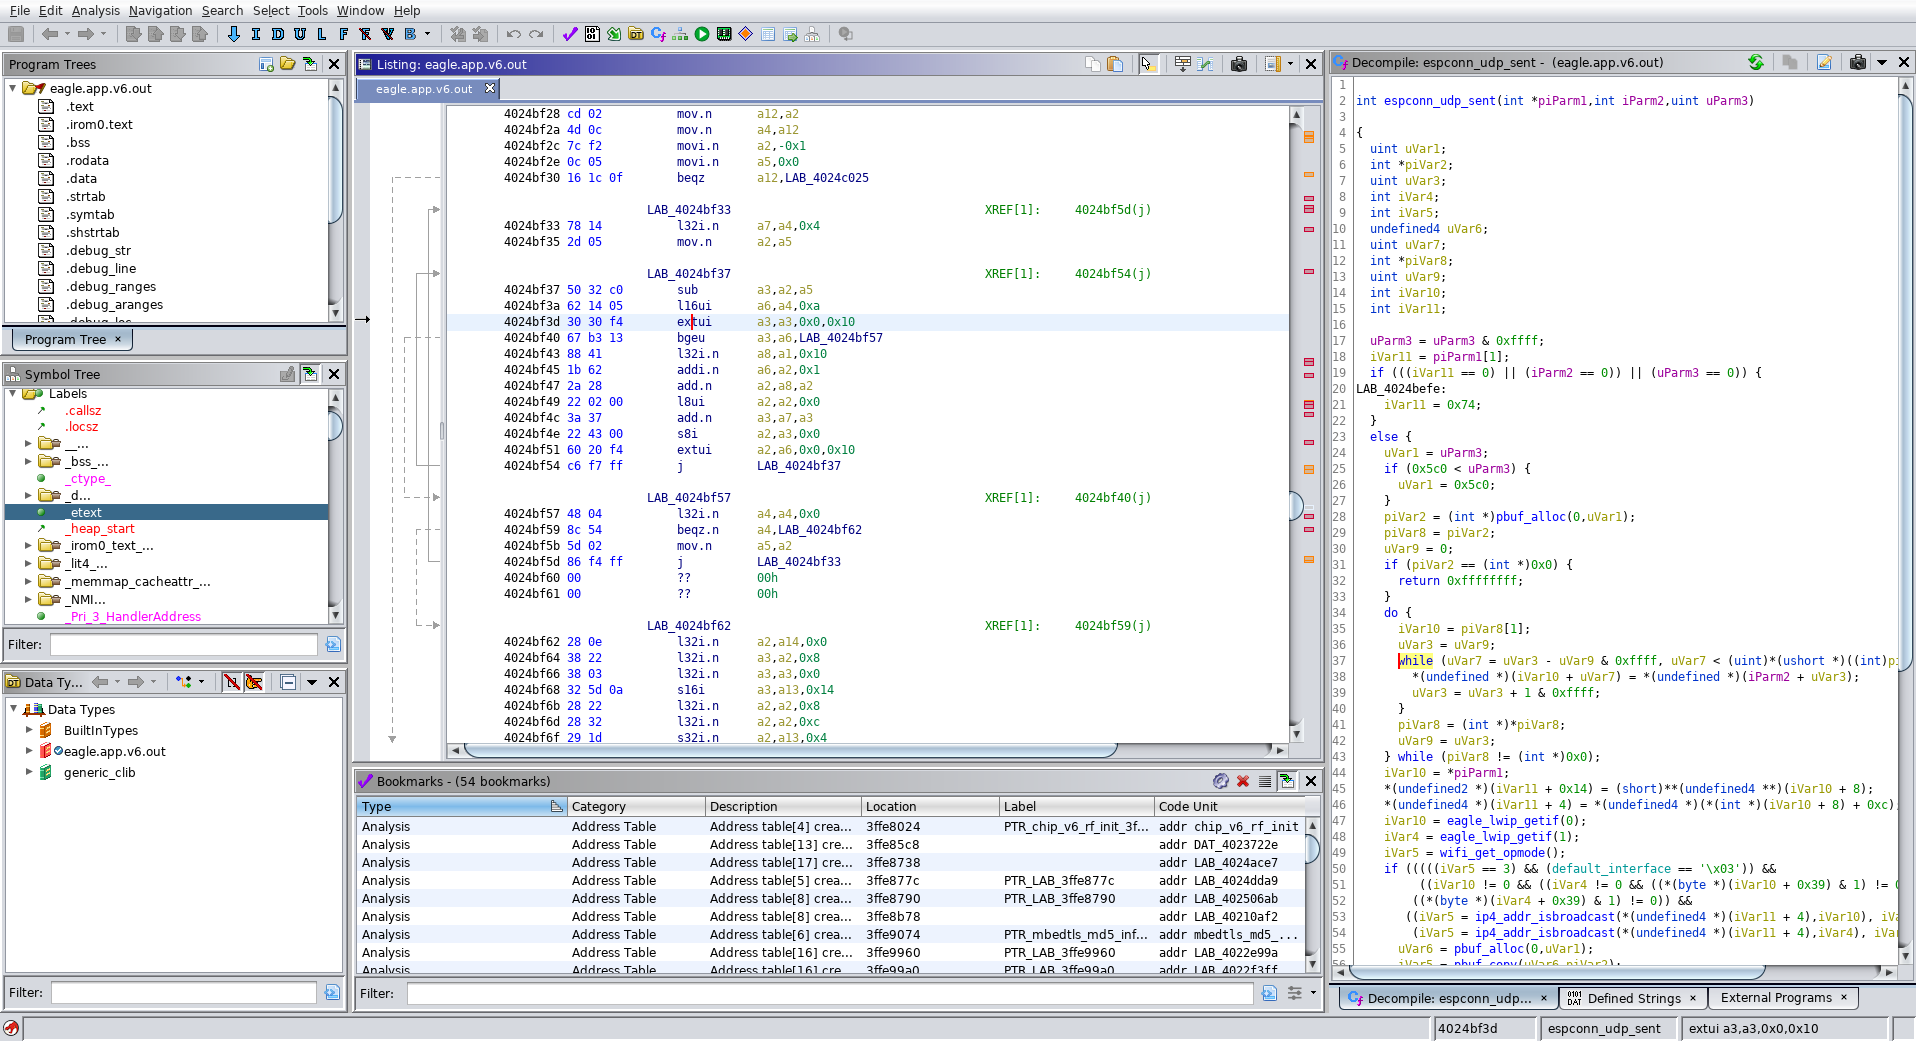 File Edit Analysis Navigation Search Select Tools Window Help
I D U L F B
Program Trees
eagle.app.v6.out
.text
.irom0.text
.bss
.rodata
.data
.strtab
.symtab
.shstrtab
.debug_str
.debug_line
.debug_ranges
.debug_aranges
Program Tree ×
Symbol Tree
Labels
.callsz
.locsz
__...
_bss_...
_ctype_
_d...
_etext
_heap_start
_irom0_text_...
_lit4_...
_memmap_cacheattr_...
_NMI...
_Pri_3_HandlerAddress
Filter:
Data Ty...
Data Types
BuiltInTypes
eagle.app.v6.out
generic_clib
Filter:
Listing: eagle.app.v6.out
eagle.app.v6.out
4024bf28 cd 02 mov.n a12,a2
4024bf2a 4d 0c mov.n a4,a12
4024bf2c 7c f2 movi.n a2,-0x1
4024bf2e 0c 05 movi.n a5,0x0
4024bf30 16 1c 0f beqz a12,LAB_4024c025
LAB_4024bf33 XREF[1]: 4024bf5d(j)
4024bf33 78 14 l32i.n a7,a4,0x4
4024bf35 2d 05 mov.n a2,a5
LAB_4024bf37 XREF[1]: 4024bf54(j)
4024bf37 50 32 c0 sub a3,a2,a5
4024bf3a 62 14 05 l16ui a6,a4,0xa
4024bf3d 30 30 f4 extui a3,a3,0x0,0x10
4024bf40 67 b3 13 bgeu a3,a6,LAB_4024bf57
4024bf43 88 41 l32i.n a8,a1,0x10
4024bf45 1b 62 addi.n a6,a2,0x1
4024bf47 2a 28 add.n a2,a8,a2
4024bf49 22 02 00 l8ui a2,a2,0x0
4024bf4c 3a 37 add.n a3,a7,a3
4024bf4e 22 43 00 s8i a2,a3,0x0
4024bf51 60 20 f4 extui a2,a6,0x0,0x10
4024bf54 c6 f7 ff j LAB_4024bf37
LAB_4024bf57 XREF[1]: 4024bf40(j)
4024bf57 48 04 l32i.n a4,a4,0x0
4024bf59 8c 54 beqz.n a4,LAB_4024bf62
4024bf5b 5d 02 mov.n a5,a2
4024bf5d 86 f4 ff j LAB_4024bf33
4024bf60 00 ?? 00h
4024bf61 00 ?? 00h
LAB_4024bf62 XREF[1]: 4024bf59(j)
4024bf62 28 0e l32i.n a2,a14,0x0
4024bf64 38 22 l32i.n a3,a2,0x8
4024bf66 38 03 l32i.n a3,a3,0x0
4024bf68 32 5d 0a s16i a3,a13,0x14
4024bf6b 28 22 l32i.n a2,a2,0x8
4024bf6d 28 32 l32i.n a2,a2,0xc
4024bf6f 29 1d s32i.n a2,a13,0x4
Bookmarks - (54 bookmarks)
Type Category Description Location Label Code Unit
Analysis Address Table Address table[4] crea... 3ffe8024 PTR_chip_v6_rf_init_3f... addr chip_v6_rf_init
Analysis Address Table Address table[13] cre... 3ffe85c8 addr DAT_4023722e
Analysis Address Table Address table[16] cre... 3ffe8738 addr LAB_4024ace7
Analysis Address Table Address table[5] crea... 3ffe877c PTR_LAB_3ffe877c addr LAB_4024dda9
Analysis Address Table Address table[8] crea... 3ffe8790 PTR_LAB_3ffe8790 addr LAB_402506ab
Analysis Address Table Address table[8] crea... 3ffe8b78 addr LAB_40210af2
Analysis Address Table Address table[6] crea... 3ffe9074 PTR_mbedtls_md5_inf... addr mbedtls_md5_...
Analysis Address Table Address table[16] cre... 3ffe9960 PTR_LAB_3ffe9960 addr LAB_4022e99a
Analysis Address Table Address table[16] cre 3ffe99a0 PTR_LAB_3ffe99a0 addr LAB_4022f3ff
Filter:
Decompile: espconn_udp_sent - (eagle.app.v6.out)
1
2 int espconn_udp_sent(int *piParm1,int iParm2,uint uParm3)
3
4 {
5 uint uVar1;
6 int *piVar2;
7 uint uVar3;
8 int iVar4;
9 int iVar5;
10 undefined4 uVar6;
11 uint uVar7;
12 int *piVar8;
13 uint uVar9;
14 int iVar10;
15 int iVar11;
16
17 uParm3 = uParm3 & 0xffff;
18 iVar11 = piParm1[1];
19 if (((iVar11 == 0) || (iParm2 == 0)) || (uParm3 == 0)) {
20 LAB_4024befe:
21 iVar11 = 0x74;
22 }
23 else {
24 uVar1 = uParm3;
25 if (0x5c0 < uParm3) {
26 uVar1 = 0x5c0;
27 }
28 piVar2 = (int *)pbuf_alloc(0,uVar1);
29 piVar8 = piVar2;
30 uVar9 = 0;
31 if (piVar2 == (int *)0x0) {
32 return 0xffffffff;
33 }
34 do {
35 iVar10 = piVar8[1];
36 uVar3 = uVar9;
37 while (uVar7 = uVar3 - uVar9 & 0xffff, uVar7 < (uint)*(ushort *)((int)pi
38 *(undefined *)(iVar10 + uVar7) = *(undefined *)(iParm2 + uVar3);
39 uVar3 = uVar3 + 1 & 0xffff;
40 }
41 piVar8 = (int *)*piVar8;
42 uVar9 = uVar3;
43 } while (piVar8 != (int *)0x0);
44 iVar10 = *piParm1;
45 *(undefined2 *)(iVar11 + 0x14) = (short)**(undefined4 **)(iVar10 + 8);
46 *(undefined4 *)(iVar11 + 4) = *(undefined4 *)(*(int *)(iVar10 + 8) + 0xc)
47 iVar10 = eagle_lwip_getif(0);
48 iVar4 = eagle_lwip_getif(1);
49 iVar5 = wifi_get_opmode();
50 if (((((iVar5 == 3) && (default_interface == '\x03')) &&
51 ((iVar10 != 0 && ((iVar4 != 0 && ((*(byte *)(iVar10 + 0x39) & 1) != 0
52 ((*(byte *)(iVar4 + 0x39) & 1) != 0)) &&
53 ((iVar5 = ip4_addr_isbroadcast(*(undefined4 *)(iVar11 + 4),iVar10), iVa
54 (iVar5 = ip4_addr_isbroadcast(*(undefined4 *)(iVar11 + 4),iVar4), iVa
55 uVar6 = pbuf_alloc(0,uVar1);
56 iVar5 = pbuf_copy(uVar6,piVar2);
Decompile: espconn_udp... × Defined Strings × External Programs ×
4024bf3d espconn_udp_sent extui a3,a3,0x0,0x10